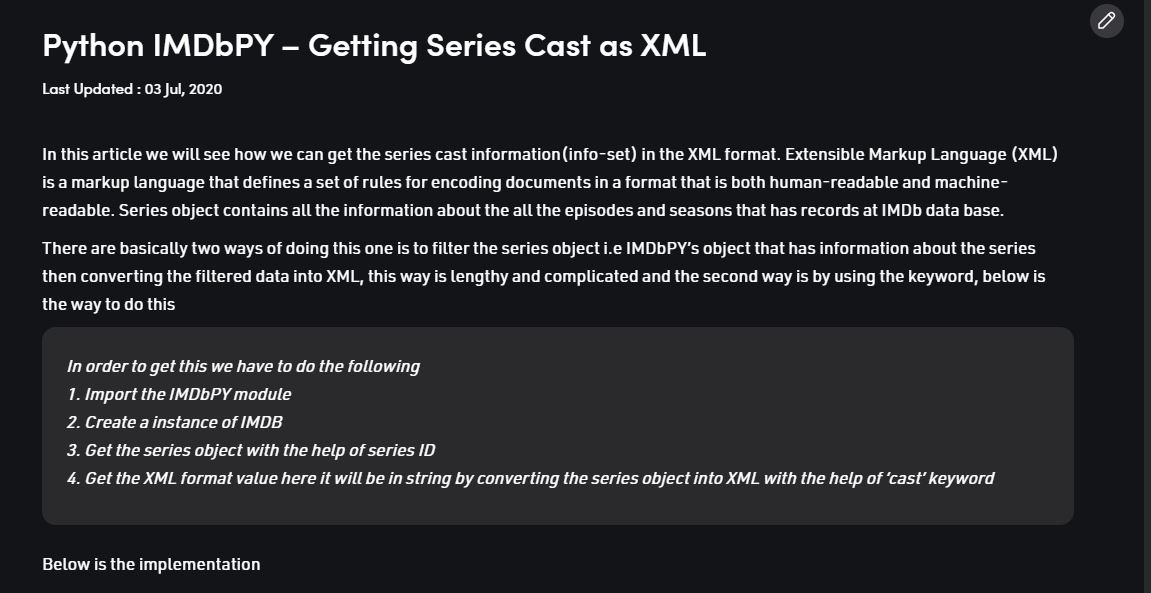 Python IMDbPY – Getting Series Cast as XML
Last Updated : 03 Jul, 2020
In this article we will see how we can get the series cast information(info-set) in the XML format. Extensible Markup Language (XML)
is a markup language that defines a set of rules for encoding documents in a format that is both human-readable and machine-
readable. Series object contains all the information about the all the episodes and seasons that has records at IMDb data base.
There are basically two ways of doing this one is to filter the series object i.e IMDbPY’s object that has information about the series
then converting the filtered data into XML, this way is lengthy and complicated and the second way is by using the keyword, below is
the way to do this
In order to get this we have to do the following
1. Import the IMDbPY module
2. Create a instance of IMDB
3. Get the series object with the help of series ID
4. Get the XML format value here it will be in string by converting the series object into XML with the help of ‘cast’ keyword
Below is the implementation